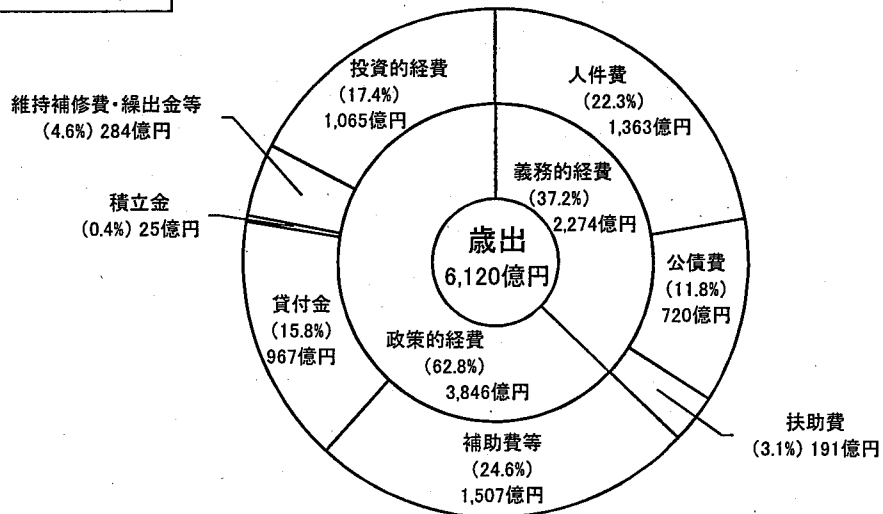 投資的経費
(17.4%)
1,065億円
人件費
(22.3%)
1,363億円
維持補修費・繰出金等
(4.6%) 284億円
義務的経費
(37.2%)
2,274億円
積立金
(0.4%) 25億円
歳出
6,120億円
公債費
(11.8%)
720億円
貸付金
(15.8%)
967億円
政策的経費
(62.8%)
3,846億円
扶助費
(3.1%) 191億円
補助費等
(24.6%)
1,507億円